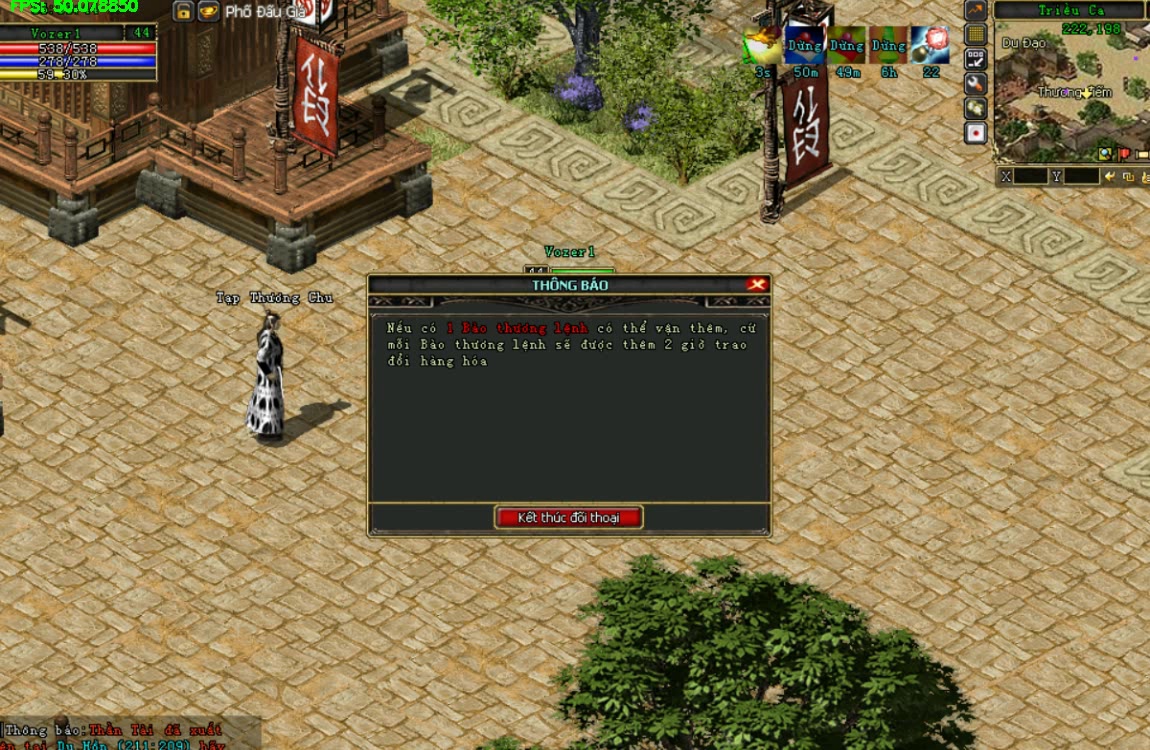 FPS: 50.078850
Phố Đấu Giá
Vozer1 44
538/538
278/278
59.30%
Dừng Dừng Dừng
3s 50m 49m 6h 22
Triều Ca
222,198
Du Đạo
X Y
Vozer1
44
Tạp Thương Chu
THÔNG BÁO
Nếu có 1 Bảo thương lệnh có thể vận thêm, cứ
mỗi Bảo thương lệnh sẽ được thêm 2 giờ trao
đổi hàng hóa
Kết thúc đối thoại
Thông báo:Thần Tài đã xuất